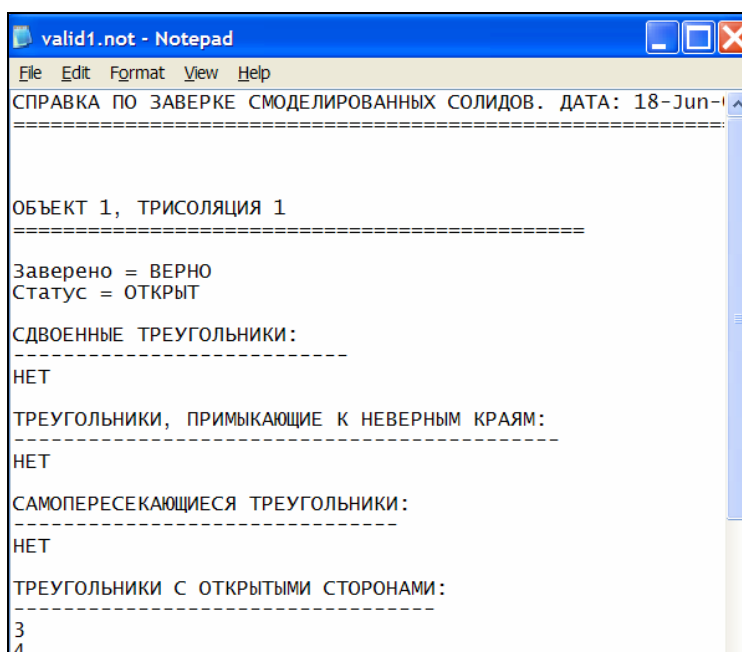 valid1.not - Notepad
File Edit Format View Help
СПРАВКА ПО ЗАВЕРКЕ СМОДЕЛИРОВАННЫХ СОЛИДОВ. ДАТА: 18-Jun-
ОБЪЕКТ 1, ТРИСОЛЯЦИЯ 1
Заверено = ВЕРНО
Статус = ОТКРЫТ
СДВОЕННЫЕ ТРЕУГОЛЬНИКИ:
НЕТ
ТРЕУГОЛЬНИКИ, ПРИМЫКАЮЩИЕ К НЕВЕРНЫМ КРАЯМ:
НЕТ
САМОПЕРЕСЕКАЮЩИЕСЯ ТРЕУГОЛЬНИКИ:
НЕТ
ТРЕУГОЛЬНИКИ С ОТКРЫТЫМИ СТОРОНАМИ:
3
4